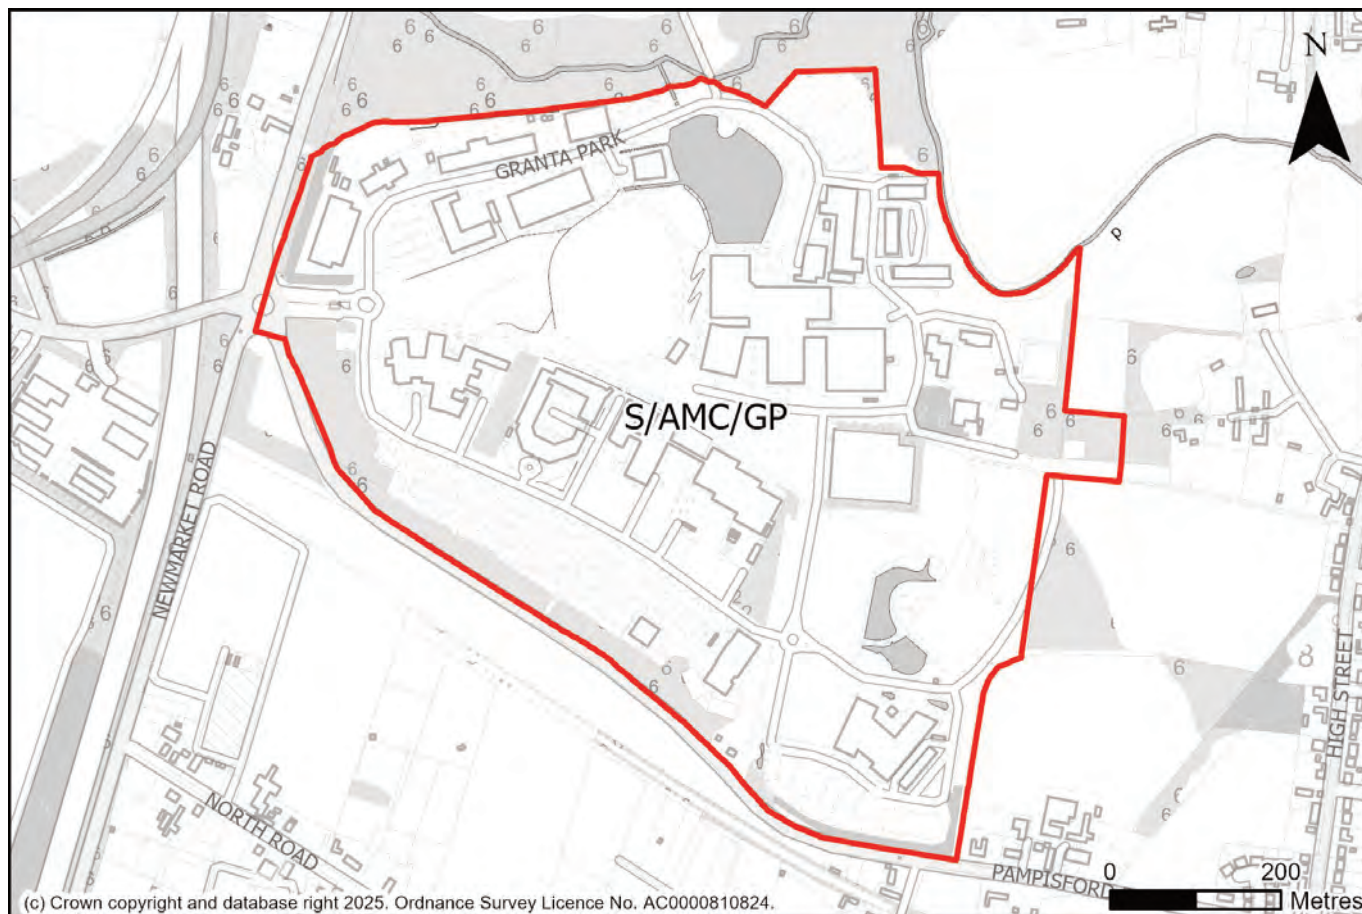 N
GRANTA PARK
P
S/AMC/GP
NEWMARKET ROAD
HIGH STREET
NORTH ROAD
PAMPISFORD
0 200
Metres
(c) Crown copyright and database right 2025. Ordnance Survey Licence No. AC0000810824.